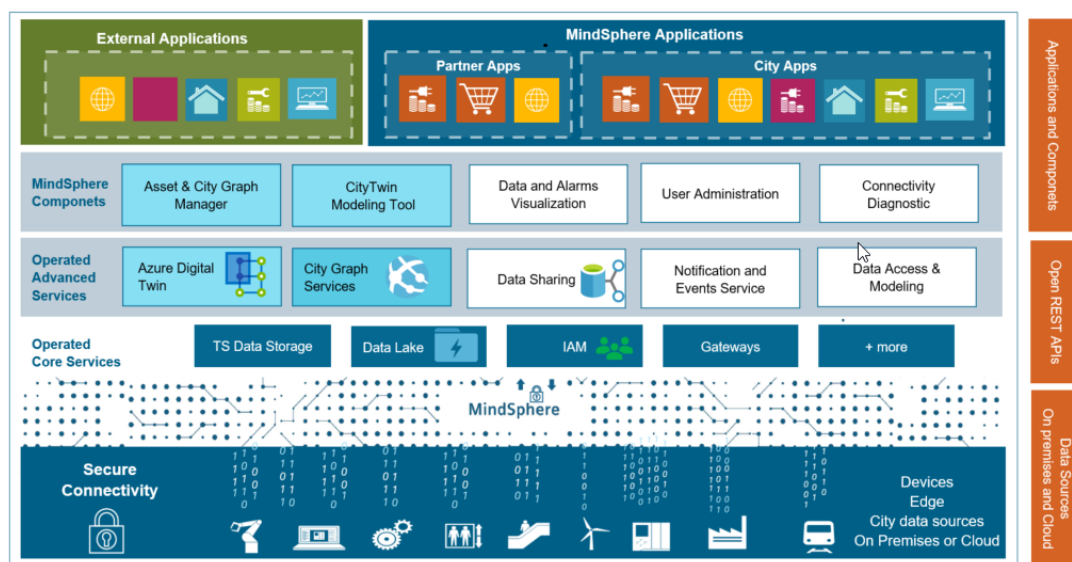 External Applications
MindSphere Applications
Partner Apps
City Apps
MindSphere
Componets
Asset & City Graph
Manager
CityTwin
Modeling Tool
Data and Alarms
Visualization
User Administration
Connectivity
Diagnostic
Operated
Advanced
Services
Azure Digital
Twin
City Graph
Services
Data Sharing
Notification and
Events Service
Data Access &
Modeling
Operated
Core Services
TS Data Storage
Data Lake
IAM
Gateways
+ more
MindSphere
Secure
Connectivity
Devices
Edge
City data sources
On Premises or Cloud
Applications and Componets
Open REST APIs
Data Sources
On premises and Cloud